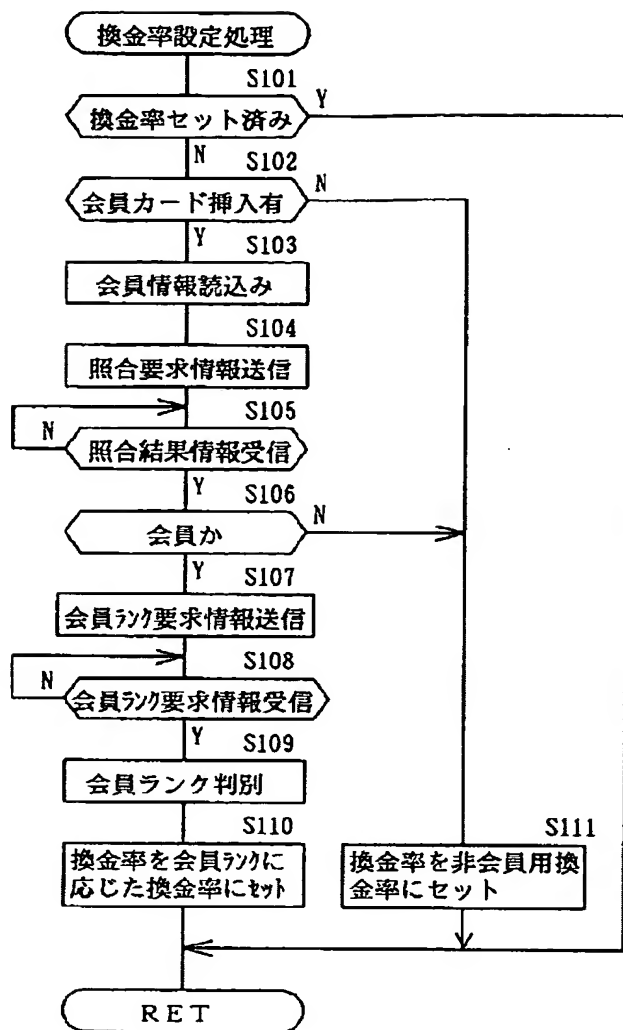 換金率設定処理
S101
換金率セット済み
Y
N
S102
会員カード挿入有
N
Y
S103
会員情報読込み
S104
照合要求情報送信
S105
N
照合結果情報受信
Y
S106
会員か
N
Y
S107
会員ランク要求情報送信
S108
N
会員ランク要求情報受信
Y
S109
会員ランク判別
S110
換金率を会員ランクに
応じた換金率にセット
S111
換金率を非会員用換
金率にセット
RET